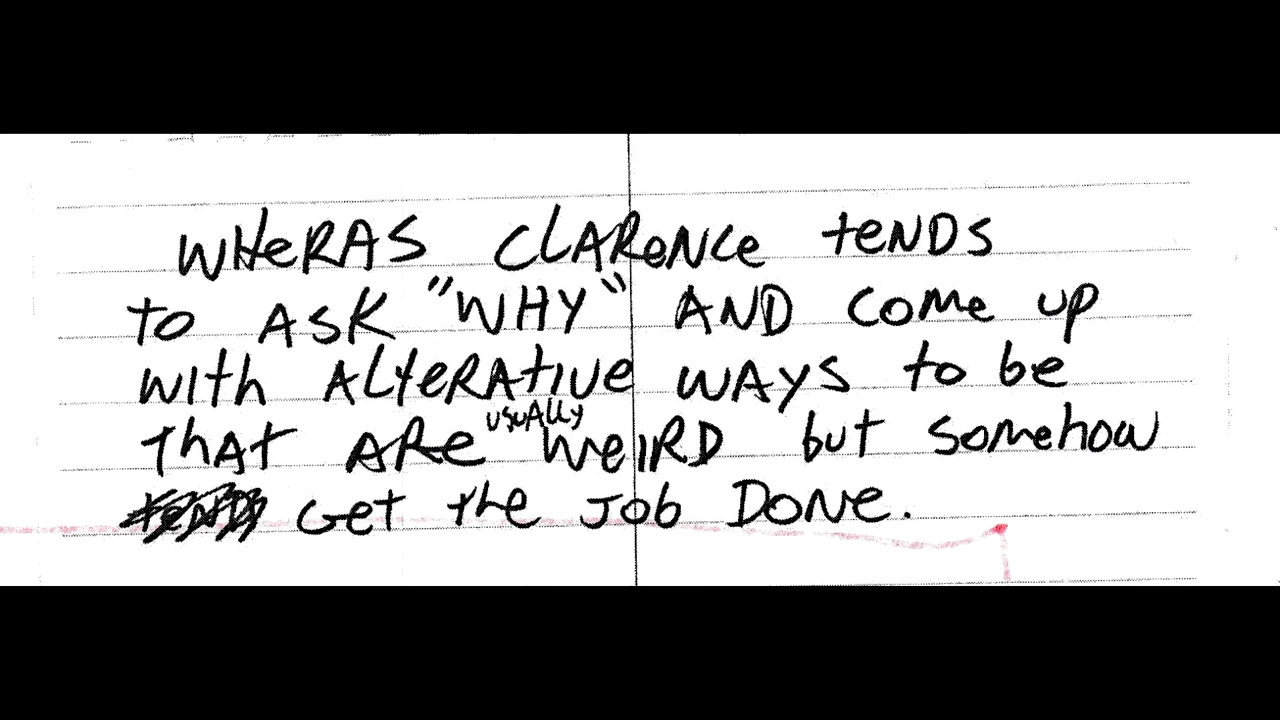 WHeRAS CLAReNCe teNDS
to ASK "WHY" AND come up
with ALterAtive WAYS to be
thAt ARe usuALLy WeIRD but somehow
Get the Job DoNe.